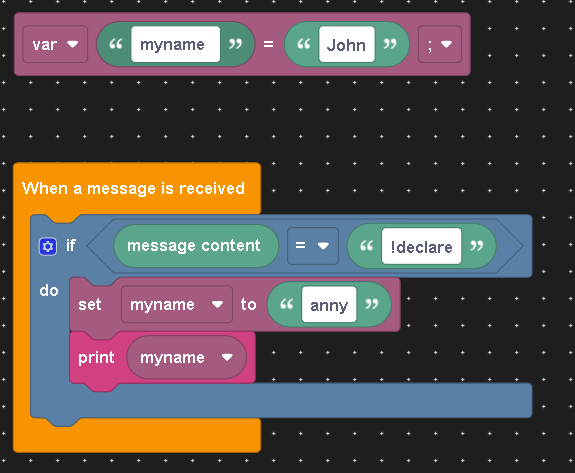 var “ myname ” = “ John ” ;
When a message is received
if message content = “ !declare ”
do set myname to “ anny ”
print myname